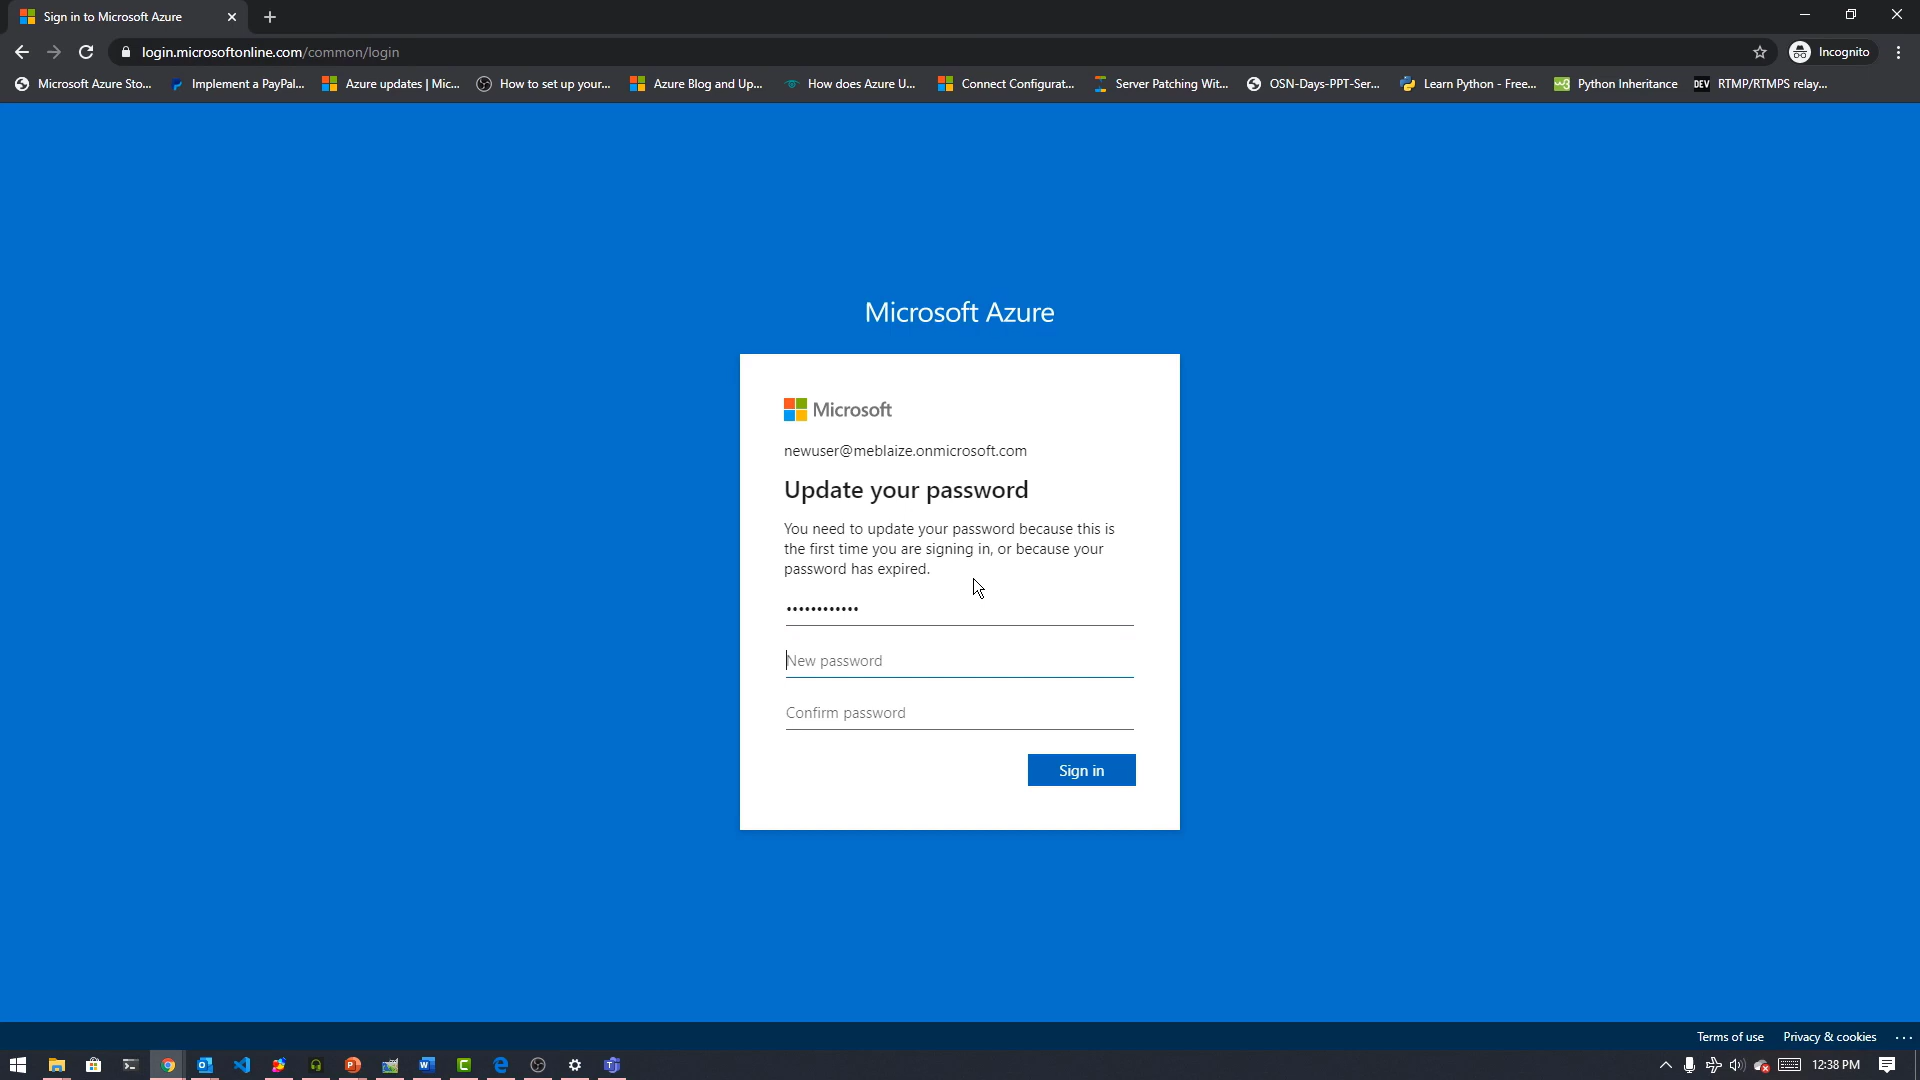 Sign in to Microsoft Azure
login.microsoftonline.com/common/login
Incognito
Microsoft Azure Sto...
Implement a PayPal...
Azure updates | Mic...
How to set up your...
Azure Blog and Up...
How does Azure U...
Connect Configurat...
Server Patching Wit...
OSN-Days-PPT-Ser...
Learn Python - Free...
Python Inheritance
DEV
RTMP/RTMPS relay...
Microsoft Azure
Microsoft
newuser@meblaize.onmicrosoft.com
Update your password
You need to update your password because this is
the first time you are signing in, or because your
password has expired.
••••••••••••
New password
Confirm password
Sign in
Terms of use
Privacy & cookies
...
12:38 PM